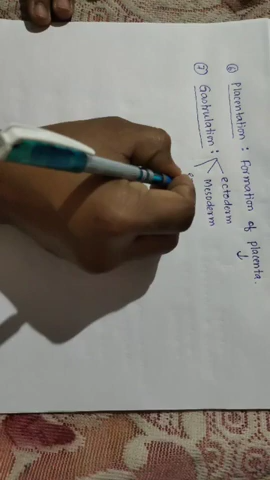 ⑥ Placentation : Formation of placenta. ↓
⑦ Gastrulation : ectoderm
Mesoderm